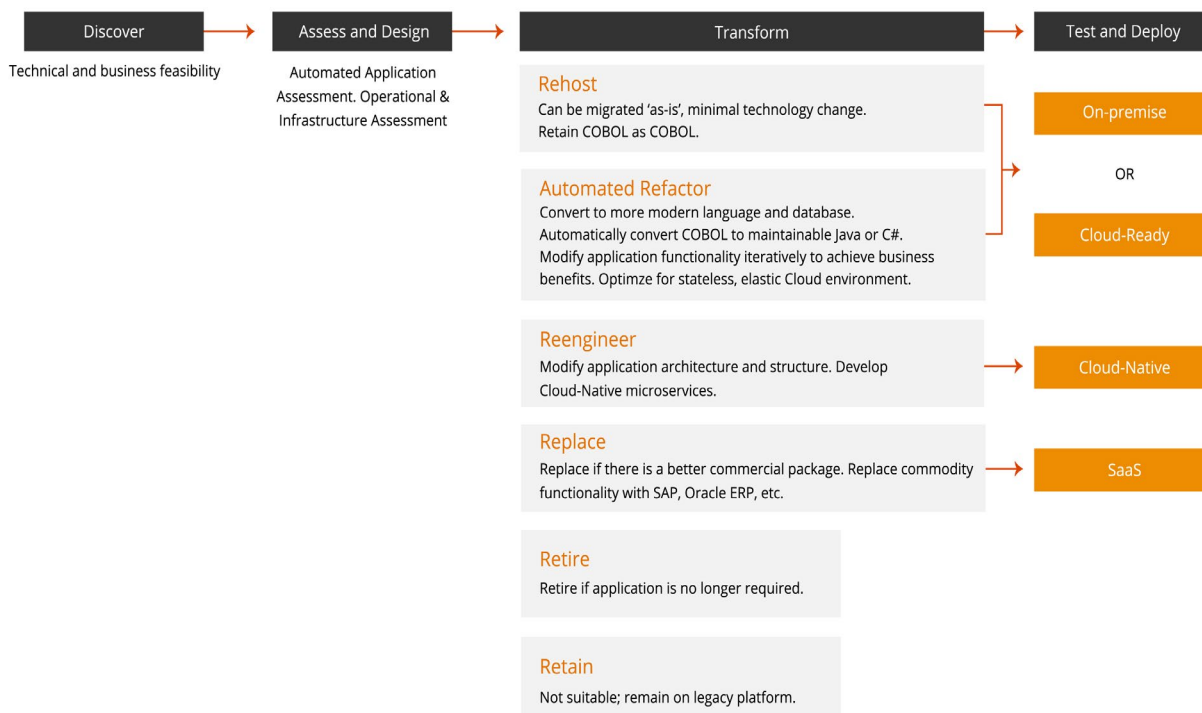 Discover
Assess and Design
Transform
Test and Deploy
Technical and business feasibility
Automated Application
Assessment. Operational &
Infrastructure Assessment
Rehost
Can be migrated ‘as-is’, minimal technology change.
Retain COBOL as COBOL.
Automated Refactor
Convert to more modern language and database.
Automatically convert COBOL to maintainable Java or C#.
Modify application functionality iteratively to achieve business
benefits. Optimze for stateless, elastic Cloud environment.
On-premise
OR
Cloud-Ready
Reengineer
Modify application architecture and structure. Develop
Cloud-Native microservices.
Cloud-Native
Replace
Replace if there is a better commercial package. Replace commodity
functionality with SAP, Oracle ERP, etc.
SaaS
Retire
Retire if application is no longer required.
Retain
Not suitable; remain on legacy platform.